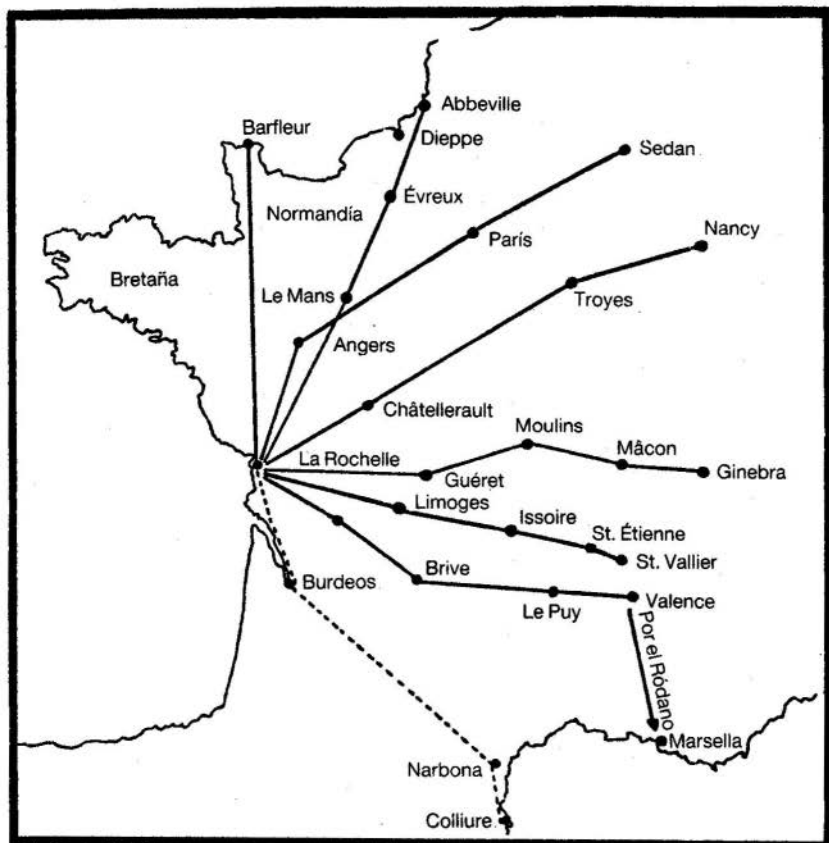 Abbeville
Barfleur
Dieppe
Sedan
Évreux
Normandía
París
Nancy
Bretaña
Le Mans
Troyes
Angers
Châtellerault
Moulins
La Rochelle
Mâcon
Guéret
Ginebra
Limoges
Issoire
St. Étienne
St. Vallier
Brive
Burdeos
Le Puy
Valence
Por el Ródano
Marsella
Narbona
Colliure